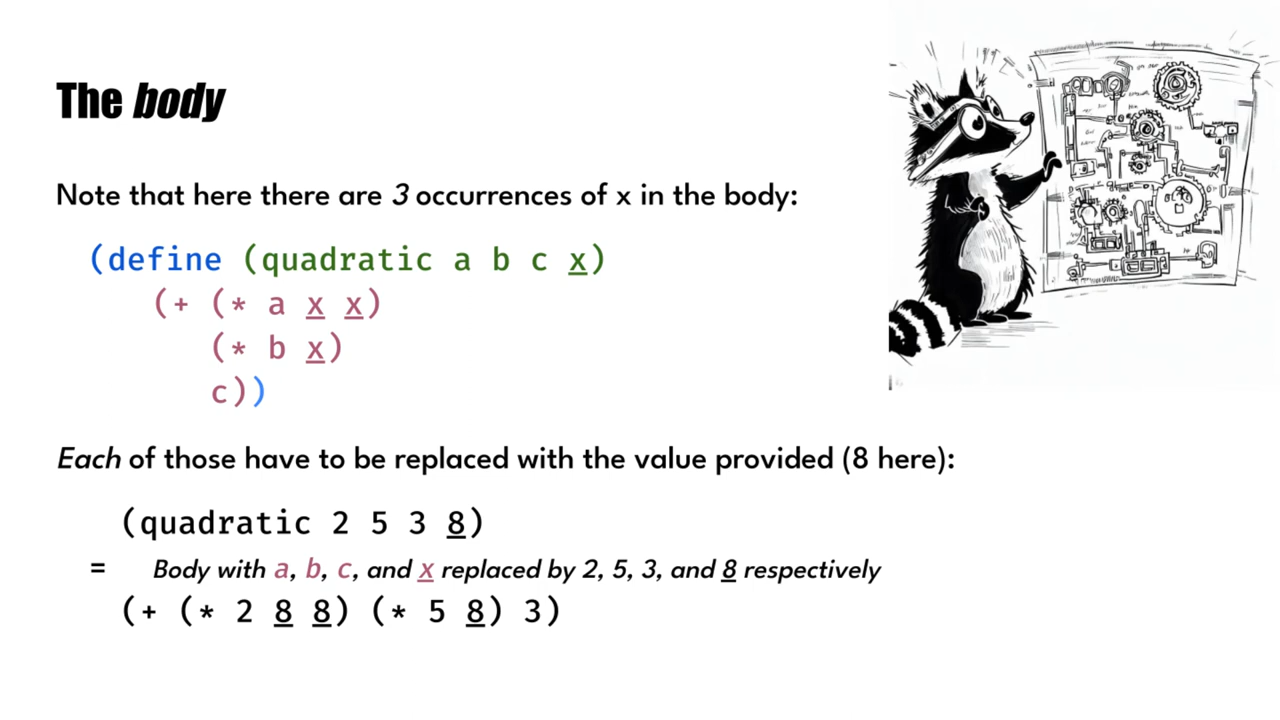 The body
Note that here there are 3 occurrences of x in the body:
(define (quadratic a b c x)
(+ (* a x x)
(* b x)
c))
Each of those have to be replaced with the value provided (8 here):
(quadratic 2 5 3 8)
= Body with a, b, c, and x replaced by 2, 5, 3, and 8 respectively
(+ (* 2 8 8) (* 5 8) 3)